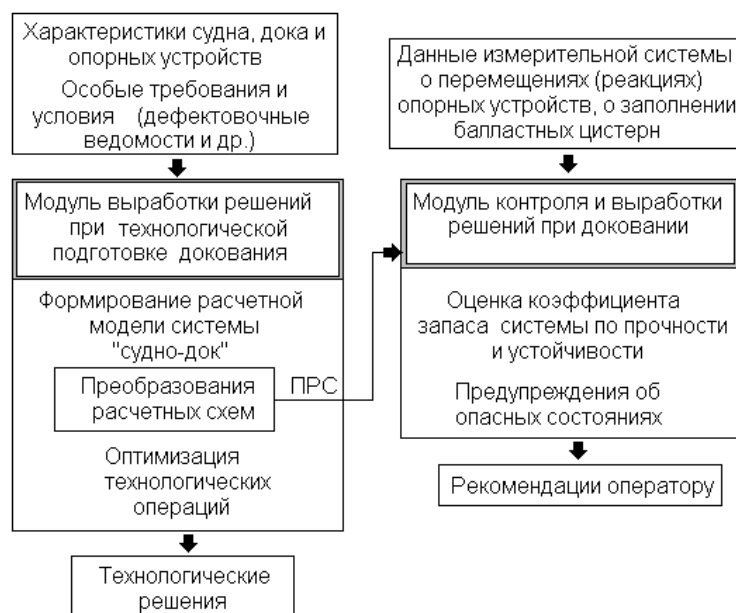 Характеристики судна, дока и
опорных устройств
Особые требования и
условия (дефектовочные
ведомости и др.)
Модуль выработки решений
при технологической
подготовке докования
Формирование расчетной
модели системы
"судно-док"
Преобразования
расчетных схем
ПРС
Оптимизация
технологических
операций
Технологические
решения
Данные измерительной системы
о перемещениях (реакциях)
опорных устройств, о заполнении
балластных цистерн
Модуль контроля и выработки
решений при доковании
Оценка коэффициента
запаса системы по прочности
и устойчивости
Предупреждения об
опасных состояниях
Рекомендации оператору